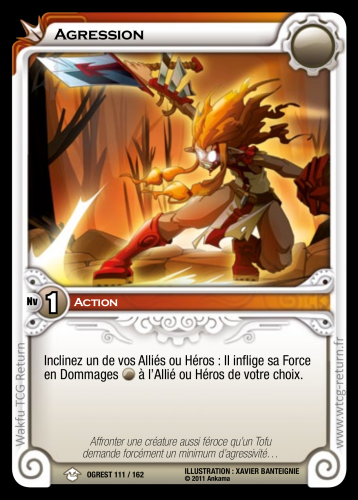 AGRESSION
Nv 1 ACTION
Inclinez un de vos Alliés ou Héros : Il inflige sa Force
en Dommages à l'Allié ou Héros de votre choix.
Affronter une créature aussi féroce qu'un Tofu
demande forcément un minimum d'agressivité…
OGREST 111 / 162
ILLUSTRATION : XAVIER BANTEIGNIE
© 2011 Ankama
Wakfu TCG Return
www.wtcg-return.fr